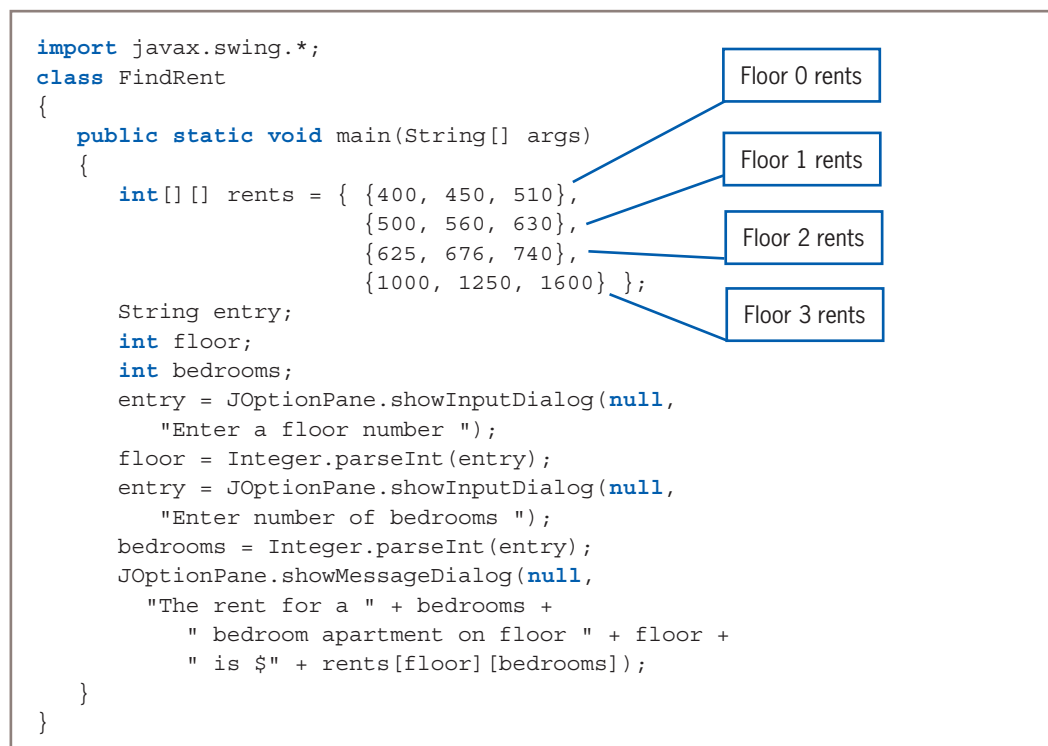 import javax.swing.*;
class FindRent
{
   public static void main(String[] args)
   {
      int[][] rents = { {400, 450, 510},
                        {500, 560, 630},
                        {625, 676, 740},
                        {1000, 1250, 1600} };
      String entry;
      int floor;
      int bedrooms;
      entry = JOptionPane.showInputDialog(null,
         "Enter a floor number ");
      floor = Integer.parseInt(entry);
      entry = JOptionPane.showInputDialog(null,
         "Enter number of bedrooms ");
      bedrooms = Integer.parseInt(entry);
      JOptionPane.showMessageDialog(null,
        "The rent for a " + bedrooms +
           " bedroom apartment on floor " + floor +
           " is $" + rents[floor][bedrooms]);
   }
}
Floor 0 rents
Floor 1 rents
Floor 2 rents
Floor 3 rents